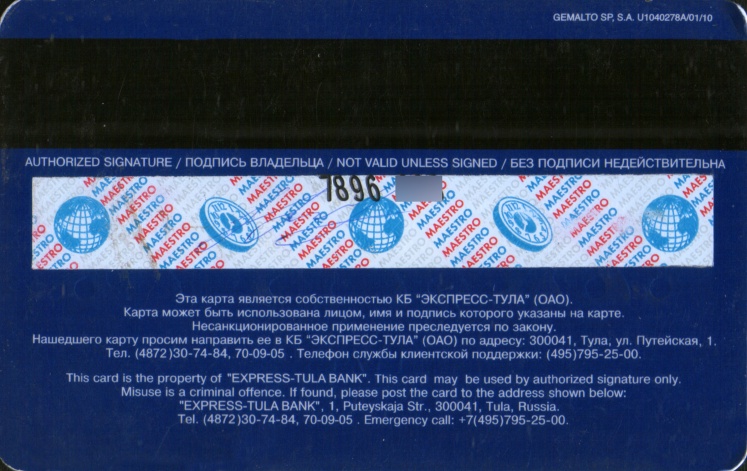 GEMALTO SP, S.A. U1040278A/01/10
AUTHORIZED SIGNATURE / ПОДПИСЬ ВЛАДЕЛЬЦА / NOT VALID UNLESS SIGNED / БЕЗ ПОДПИСИ НЕДЕЙСТВИТЕЛЬНА
7896
MAESTRO MAESTRO MAESTRO MAESTRO MAESTRO
Эта карта является собственностью КБ "ЭКСПРЕСС-ТУЛА" (ОАО).
Карта может быть использована лицом, имя и подпись которого указаны на карте.
Несанкционированное применение преследуется по закону.
Нашедшего карту просим направить ее в КБ "ЭКСПРЕСС-ТУЛА" (ОАО) по адресу: 300041, Тула, ул. Путейская, 1.
Тел. (4872)30-74-84, 70-09-05 . Телефон службы клиентской поддержки: (495)795-25-00.
This card is the property of "EXPRESS-TULA BANK". This card may be used by authorized signature only.
Misuse is a criminal offence. If found, please post the card to the address shown below:
"EXPRESS-TULA BANK", 1, Puteyskaja Str., 300041, Tula, Russia.
Tel. (4872)30-74-84, 70-09-05 . Emergency call: +7(495)795-25-00.